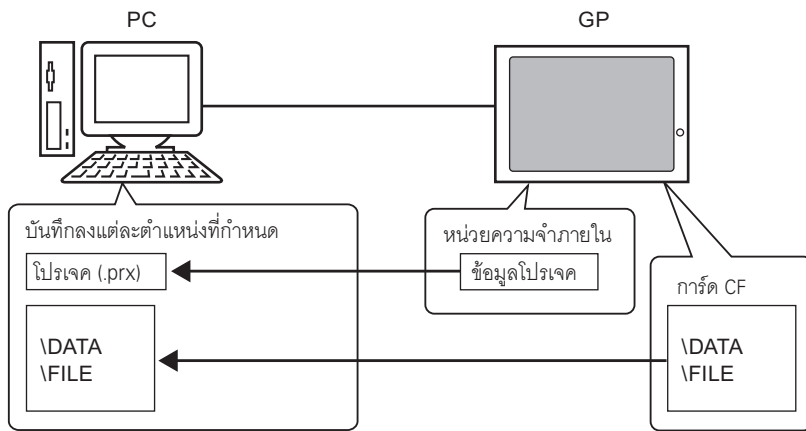 PC
GP
บันทึกลงแต่ละตำแหน่งที่กำหนด
โปรเจค (.prx)
\DATA
\FILE
หน่วยความจำภายใน
ข้อมูลโปรเจค
การ์ด CF
\DATA
\FILE